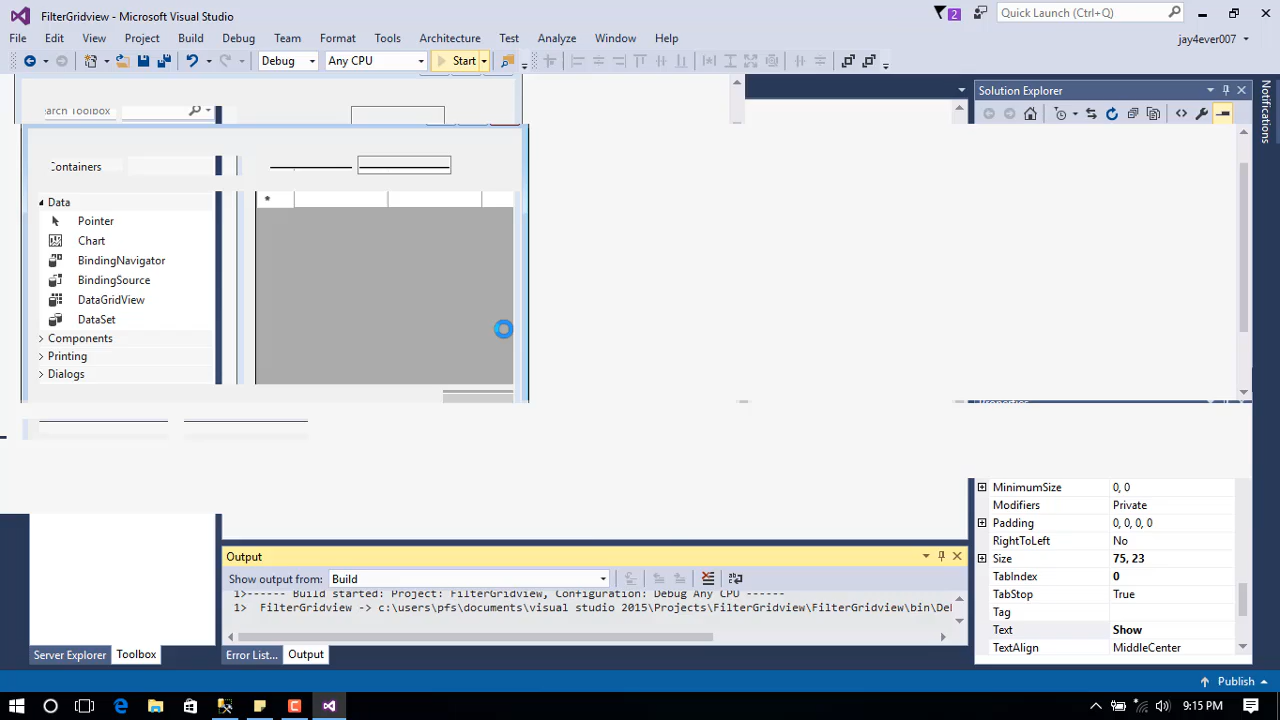 FilterGridview - Microsoft Visual Studio
2
Quick Launch (Ctrl+Q)
File Edit View Project Build Debug Team Format Tools Architecture Test Analyze Window Help
jay4ever007
Debug
Any CPU
Start
Solution Explorer
Notifications
earch Toolbox
Containers
Data
Pointer
Chart
BindingNavigator
BindingSource
DataGridView
DataSet
Components
Printing
Dialogs
*
MinimumSize 0, 0
Modifiers Private
Padding 0, 0, 0, 0
RightToLeft No
Size 75, 23
TabIndex 0
TabStop True
Tag
Text Show
TextAlign MiddleCenter
Output
Show output from: Build
1>------ Build started: Project: FilterGridview, Configuration: Debug Any CPU ------
1>  FilterGridview -> c:\users\pfs\documents\visual studio 2015\Projects\FilterGridview\FilterGridview\bin\De
Server Explorer Toolbox
Error List... Output
Publish
9:15 PM